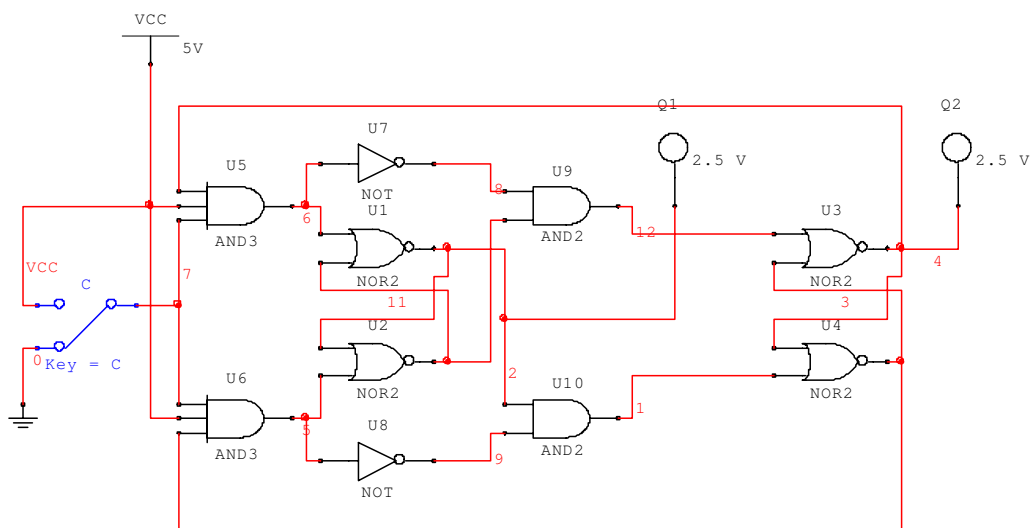 VCC
5V
Q1
Q2
U7
2.5 V
2.5 V
U5
U9
NOT
8
U1
U3
6
AND3
AND2
12
4
VCC
7
NOR2
C
11
3
NOR2
U2
U4
0
Key = C
2
U6
NOR2
U10
NOR2
1
5
U8
AND3
9
AND2
NOT